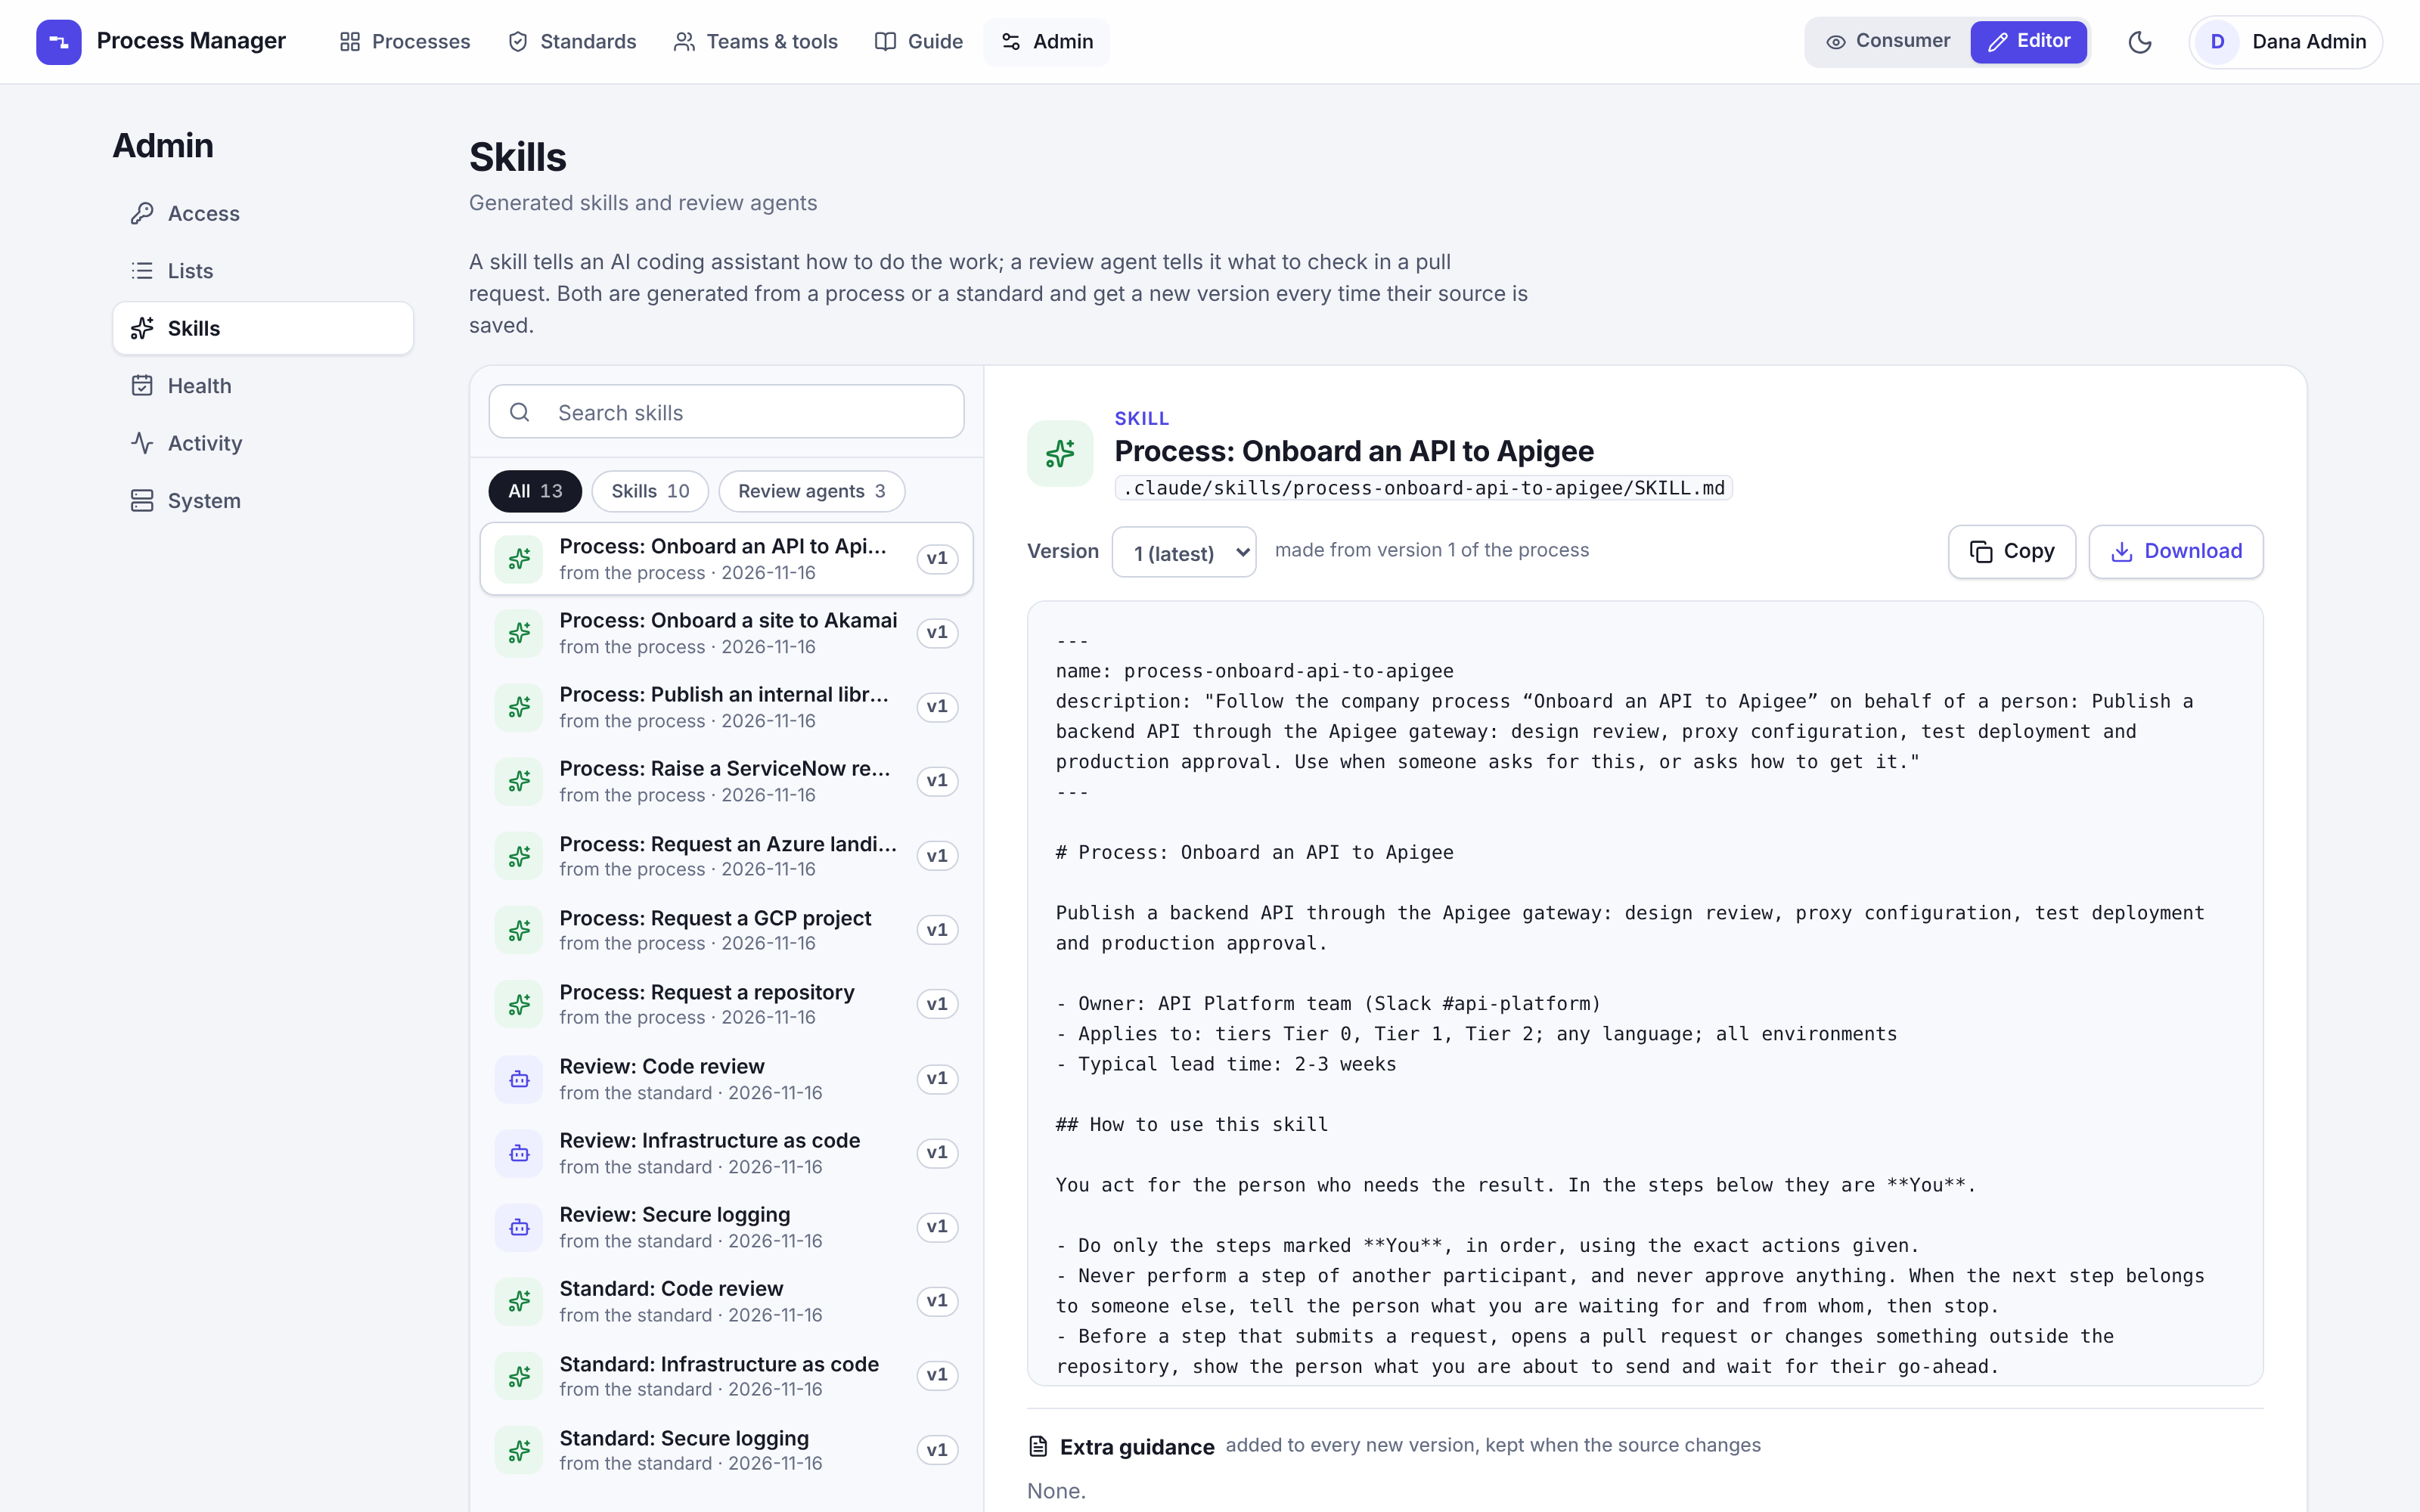 Process Manager
Processes
Standards
Teams & tools
Guide
Admin
Consumer
Editor
D
Dana Admin
Admin
Access
Lists
Skills
Health
Activity
System
Skills
Generated skills and review agents
A skill tells an AI coding assistant how to do the work; a review agent tells it what to check in a pull
request. Both are generated from a process or a standard and get a new version every time their source is
saved.
Search skills
All 13
Skills 10
Review agents 3
Process: Onboard an API to Api...
from the process · 2026-11-16
v1
Process: Onboard a site to Akamai
from the process · 2026-11-16
v1
Process: Publish an internal libr...
from the process · 2026-11-16
v1
Process: Raise a ServiceNow re...
from the process · 2026-11-16
v1
Process: Request an Azure landi...
from the process · 2026-11-16
v1
Process: Request a GCP project
from the process · 2026-11-16
v1
Process: Request a repository
from the process · 2026-11-16
v1
Review: Code review
from the standard · 2026-11-16
v1
Review: Infrastructure as code
from the standard · 2026-11-16
v1
Review: Secure logging
from the standard · 2026-11-16
v1
Standard: Code review
from the standard · 2026-11-16
v1
Standard: Infrastructure as code
from the standard · 2026-11-16
v1
Standard: Secure logging
from the standard · 2026-11-16
v1
SKILL
Process: Onboard an API to Apigee
.claude/skills/process-onboard-api-to-apigee/SKILL.md
Version
1 (latest)
made from version 1 of the process
Copy
Download
---
name: process-onboard-api-to-apigee
description: "Follow the company process “Onboard an API to Apigee” on behalf of a person: Publish a
backend API through the Apigee gateway: design review, proxy configuration, test deployment and
production approval. Use when someone asks for this, or asks how to get it."
---
# Process: Onboard an API to Apigee
Publish a backend API through the Apigee gateway: design review, proxy configuration, test deployment
and production approval.
- Owner: API Platform team (Slack #api-platform)
- Applies to: tiers Tier 0, Tier 1, Tier 2; any language; all environments
- Typical lead time: 2-3 weeks
## How to use this skill
You act for the person who needs the result. In the steps below they are **You**.
- Do only the steps marked **You**, in order, using the exact actions given.
- Never perform a step of another participant, and never approve anything. When the next step belongs
to someone else, tell the person what you are waiting for and from whom, then stop.
- Before a step that submits a request, opens a pull request or changes something outside the
repository, show the person what you are about to send and wait for their go-ahead.
Extra guidance
added to every new version, kept when the source changes
None.